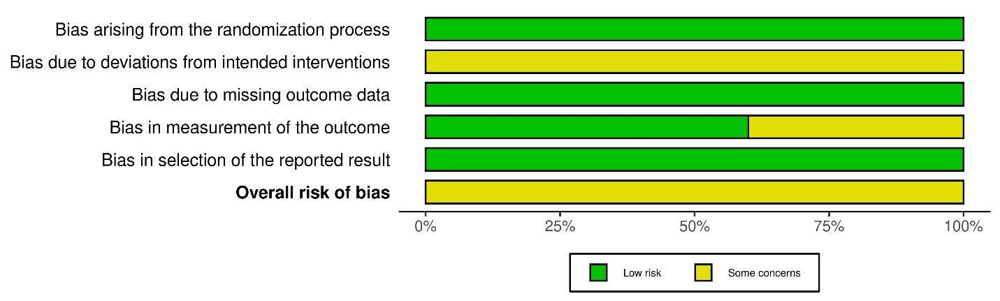 Bias arising from the randomization process
Bias due to deviations from intended interventions
Bias due to missing outcome data
Bias in measurement of the outcome
Bias in selection of the reported result
Overall risk of bias
0% 25% 50% 75% 100%
Low risk Some concerns